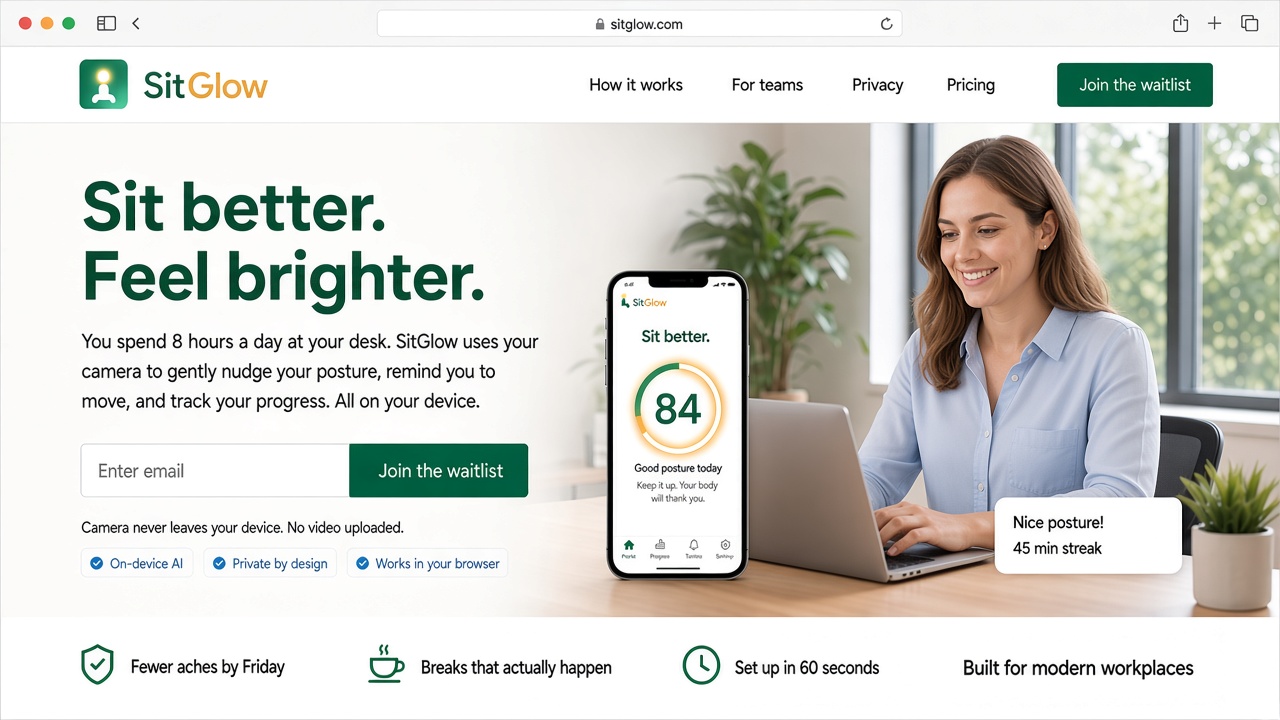 sitglow.com
SitGlow
How it works
For teams
Privacy
Pricing
Join the waitlist
Sit better.
Feel brighter.
You spend 8 hours a day at your desk. SitGlow uses your
camera to gently nudge your posture, remind you to
move, and track your progress. All on your device.
Enter email
Join the waitlist
Camera never leaves your device. No video uploaded.
On-device AI
Private by design
Works in your browser
SitGlow
Sit better.
84
Good posture today
Keep it up. Your body
will thank you.
Nice posture!
45 min streak
Fewer aches by Friday
Breaks that actually happen
Set up in 60 seconds
Built for modern workplaces